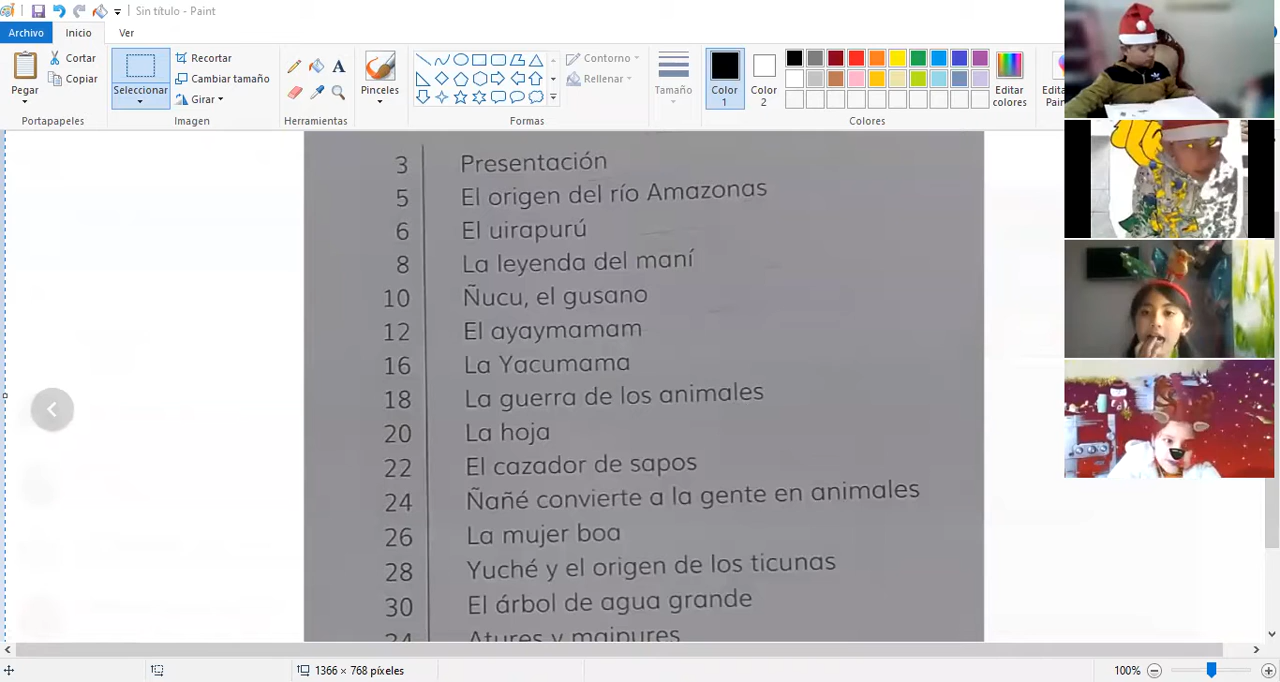 Sin título - Paint
Archivo Inicio Ver
Pegar Cortar Copiar
Portapapeles
Seleccionar Recortar Cambiar tamaño Girar
Imagen
A
Herramientas
Pinceles
Contorno
Rellenar
Formas
Tamaño
Color 1
Color 2
Editar colores
Colores
3 Presentación
5 El origen del río Amazonas
6 El uirapurú
8 La leyenda del maní
10 Ñucu, el gusano
12 El ayaymamam
16 La Yacumama
18 La guerra de los animales
20 La hoja
22 El cazador de sapos
24 Ñañé convierte a la gente en animales
26 La mujer boa
28 Yuché y el origen de los ticunas
30 El árbol de agua grande
Atures y maipures
1366 × 768 píxeles
100%